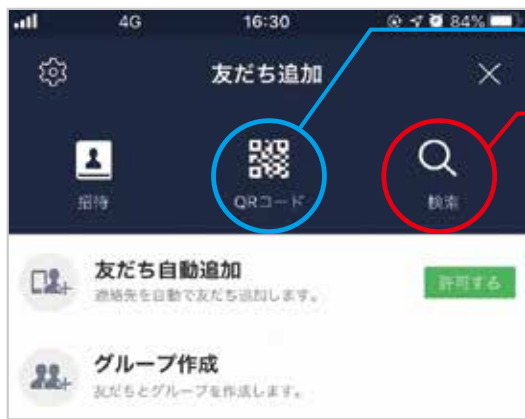 4G 16:30 84%
友だち追加
招待 QRコード 検索
友だち自動追加
連絡先を自動で友だち追加します。
許可する
グループ作成
友だちとグループを作成します。